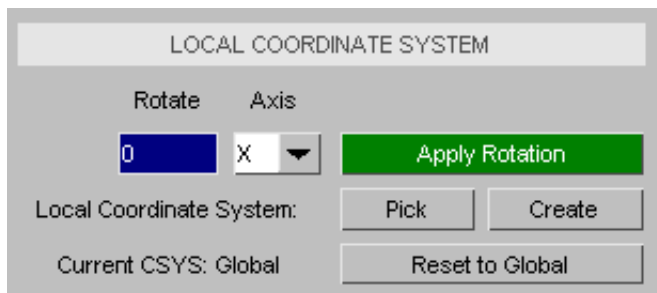 LOCAL COORDINATE SYSTEM
Rotate Axis
0 X Apply Rotation
Local Coordinate System: Pick Create
Current CSYS: Global Reset to Global